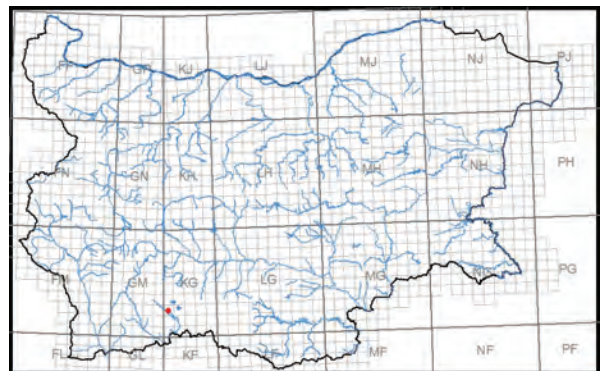 FP GP KJ LJ MJ NJ PJ
FN GN KH LH MH NH PH
GM KG LG MG NG PG
FL GL KF LF MF NF PF